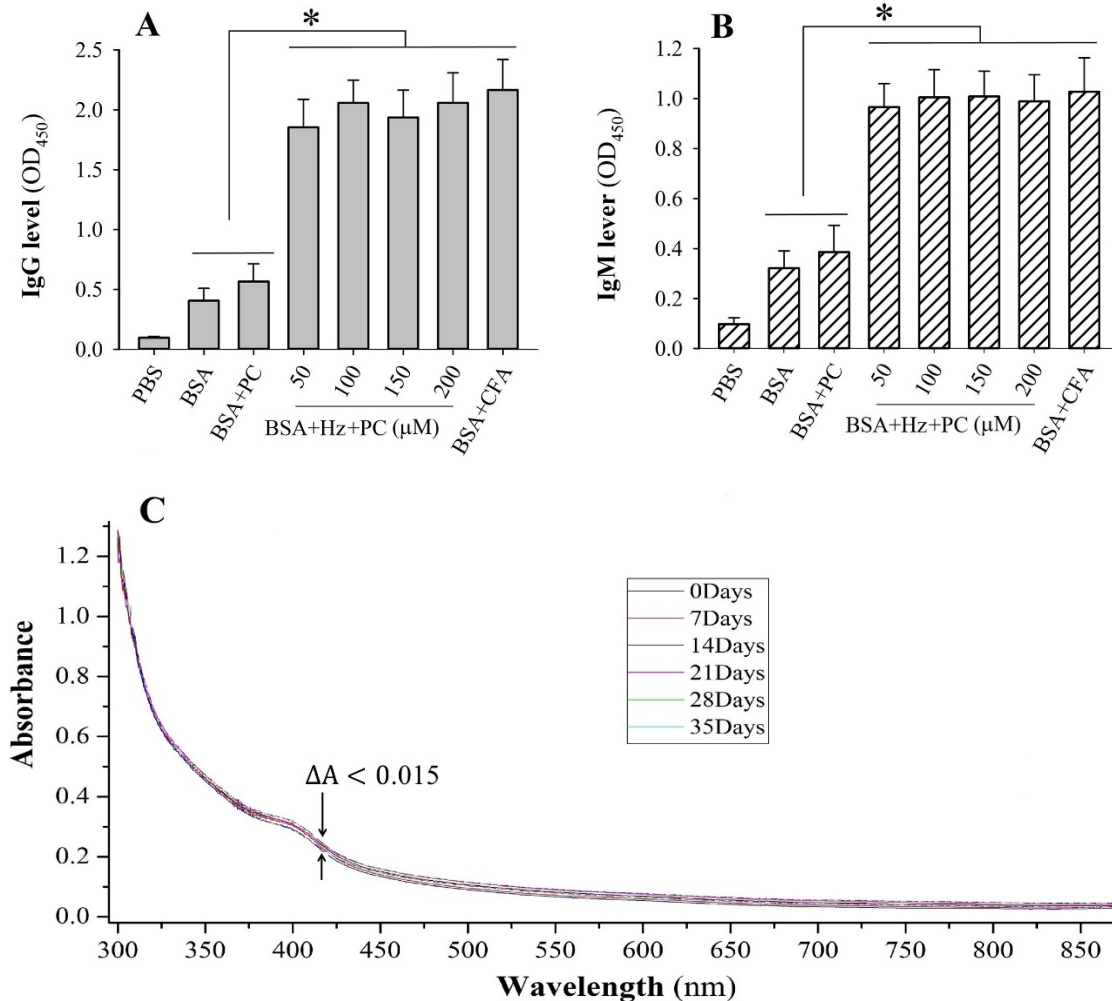 A
*
IgG level (OD450)
2.5
2.0
1.5
1.0
0.5
0.0
PBS
BSA
BSA+PC
50
100
150
200
BSA+CFA
BSA+Hz+PC (μM)
B
*
IgM lever (OD450)
1.2
1.0
0.8
0.6
0.4
0.2
0.0
PBS
BSA
BSA+PC
50
100
150
200
BSA+CFA
BSA+Hz+PC (μM)
C
Absorbance
1.2
1.0
0.8
0.6
0.4
0.2
0.0
0Days
7Days
14Days
21Days
28Days
35Days
ΔA < 0.015
300 350 400 450 500 550 600 650 700 750 800 850
Wavelength (nm)